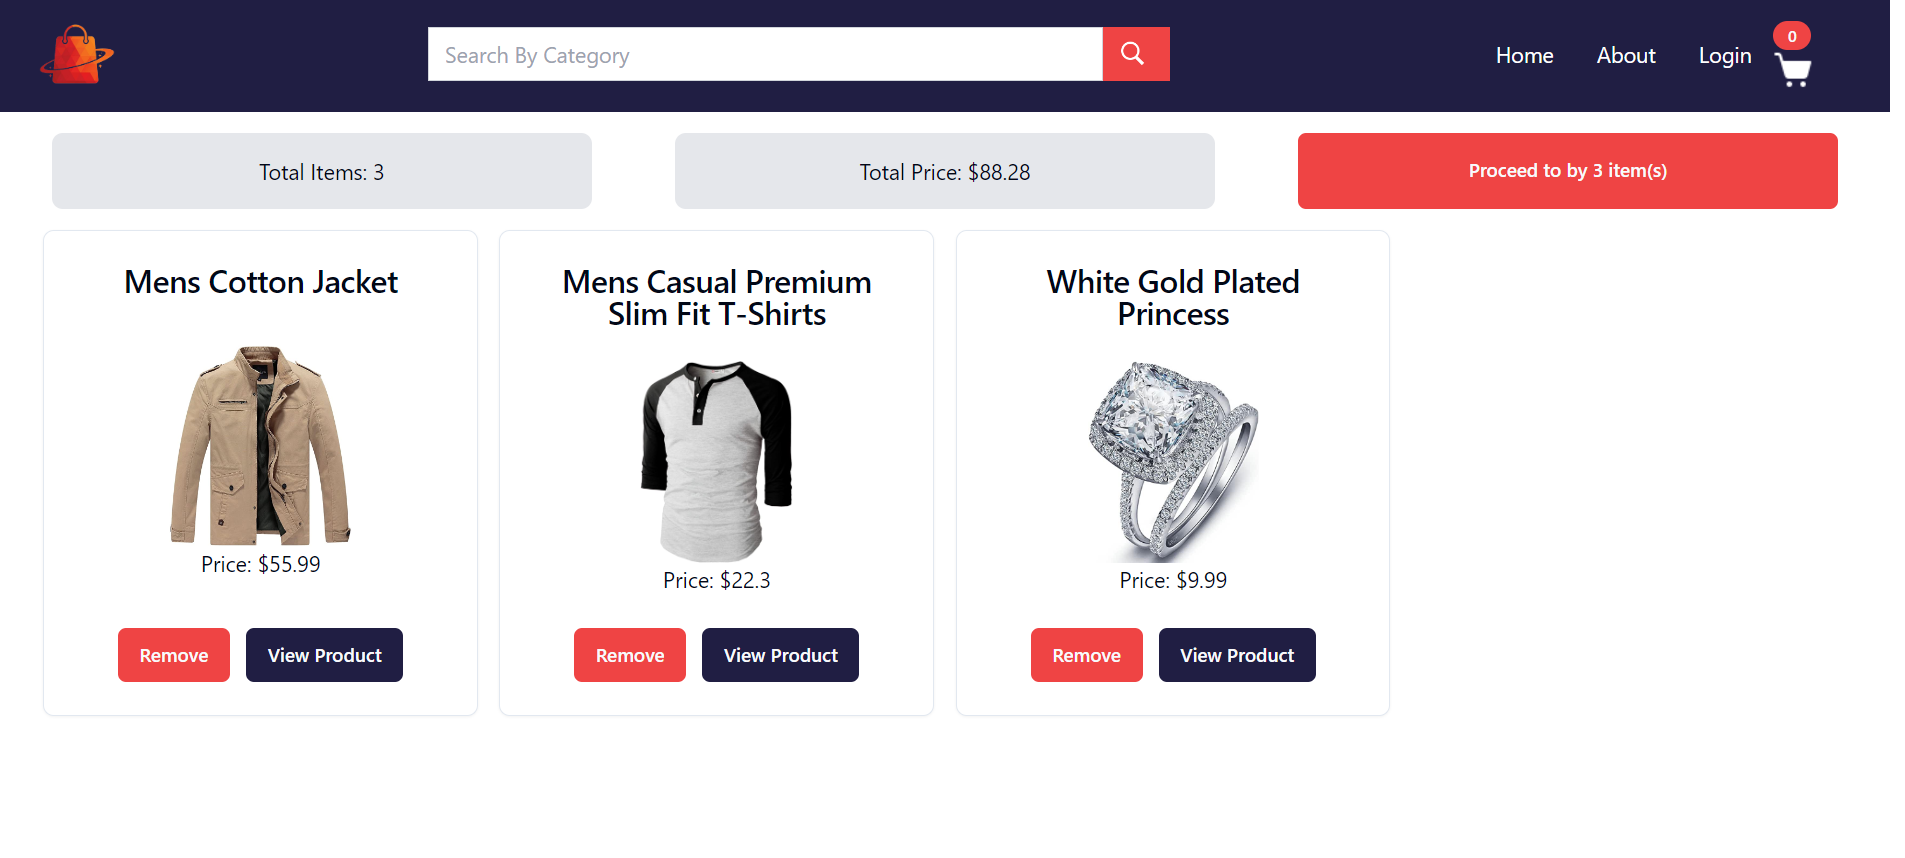 Search By Category
Home
About
Login
0
Total Items: 3
Total Price: $88.28
Proceed to by 3 item(s)
Mens Cotton Jacket
Price: $55.99
Remove
View Product
Mens Casual Premium
Slim Fit T-Shirts
Price: $22.3
Remove
View Product
White Gold Plated
Princess
Price: $9.99
Remove
View Product